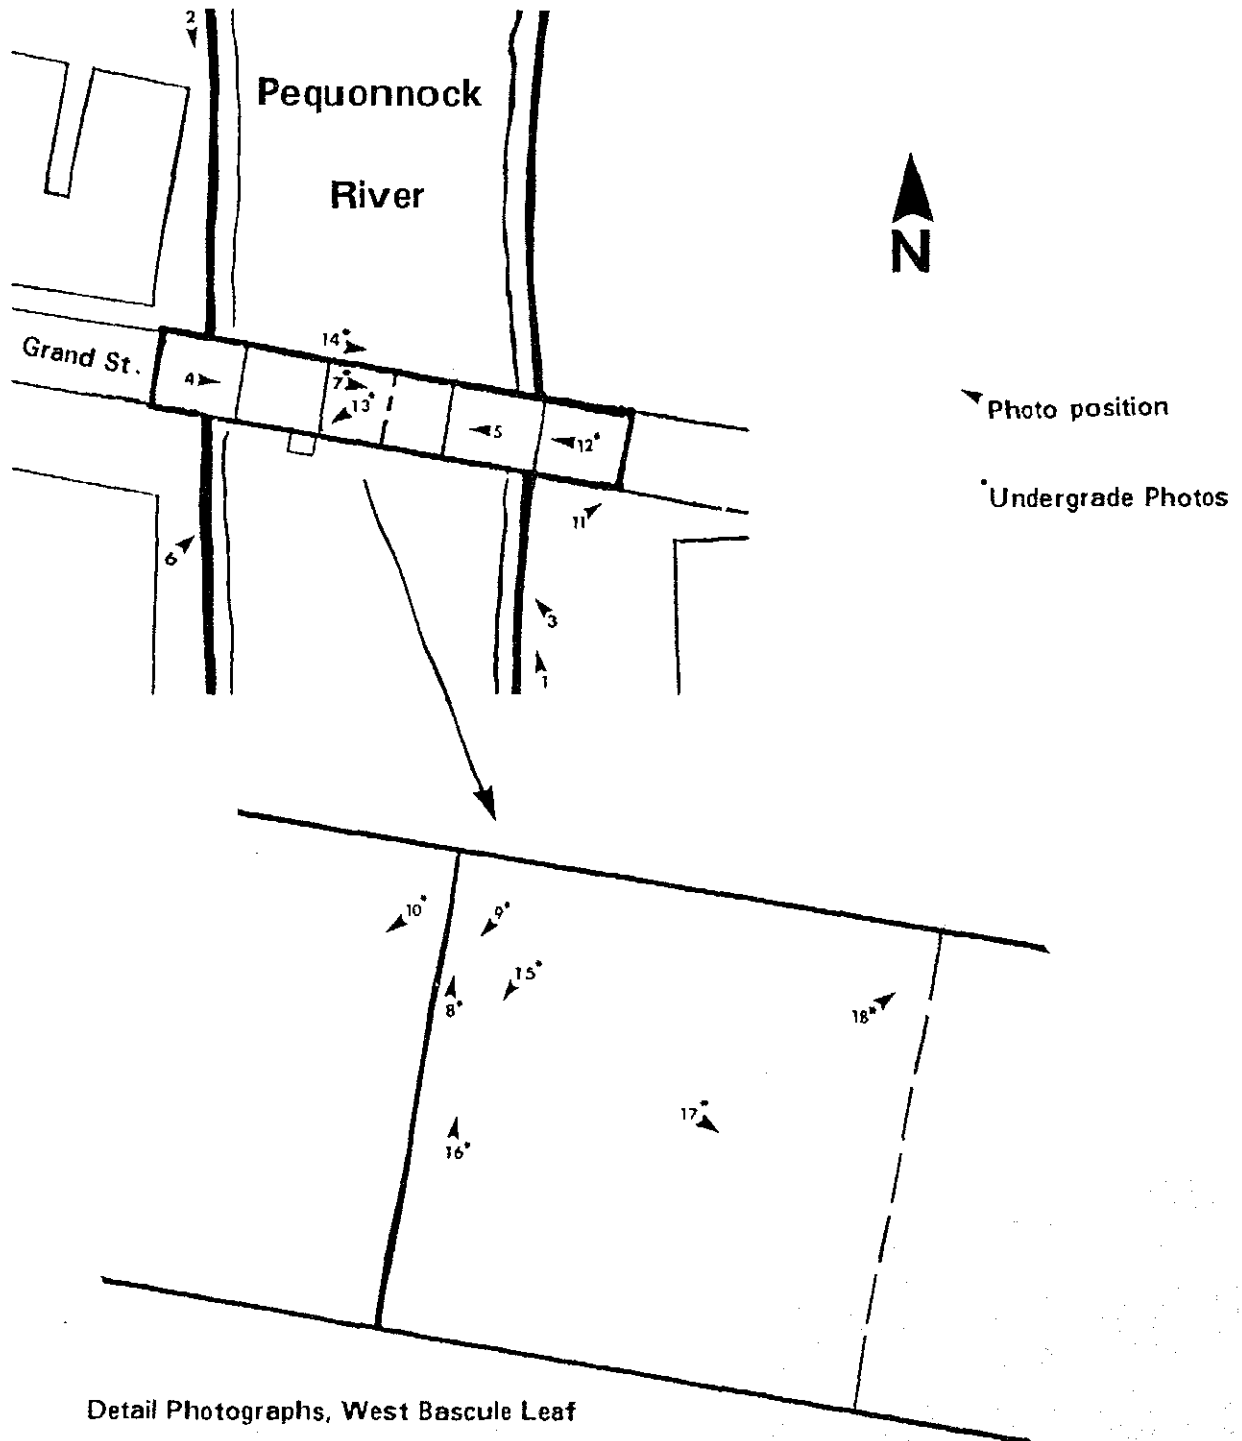 2
Pequonnock
River
N
14*
Grand St.
4
7*
13*
5
12*
Photo position
*Undergrade Photos
11
6
3
1
10*
9*
15*
8*
18*
17*
16*
Detail Photographs, West Bascule Leaf